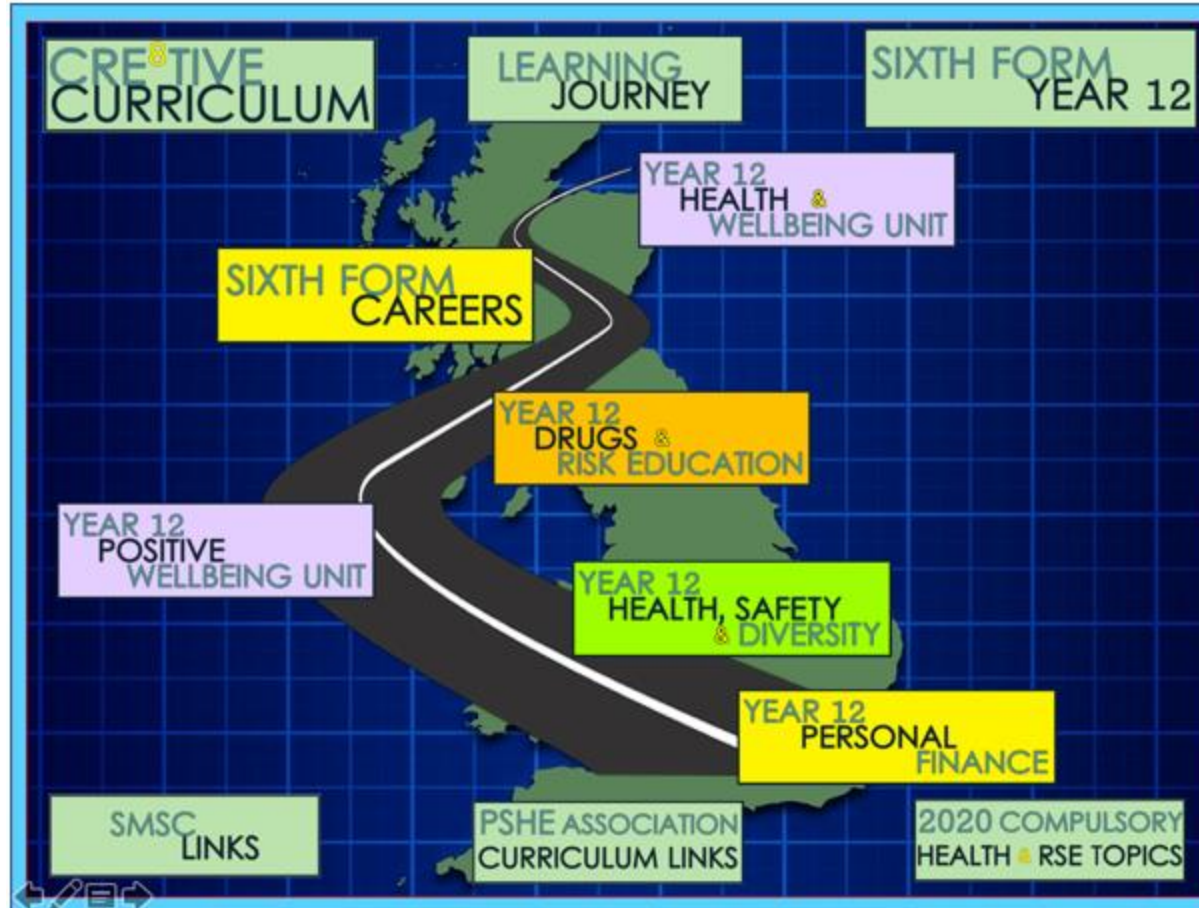 CRE8TIVE
CURRICULUM
LEARNING
JOURNEY
SIXTH FORM
YEAR 12
YEAR 12
HEALTH &
WELLBEING UNIT
SIXTH FORM
CAREERS
YEAR 12
DRUGS &
RISK EDUCATION
YEAR 12
POSITIVE
WELLBEING UNIT
YEAR 12
HEALTH, SAFETY
& DIVERSITY
YEAR 12
PERSONAL
FINANCE
SMSC
LINKS
PSHE ASSOCIATION
CURRICULUM LINKS
2020 COMPULSORY
HEALTH & RSE TOPICS